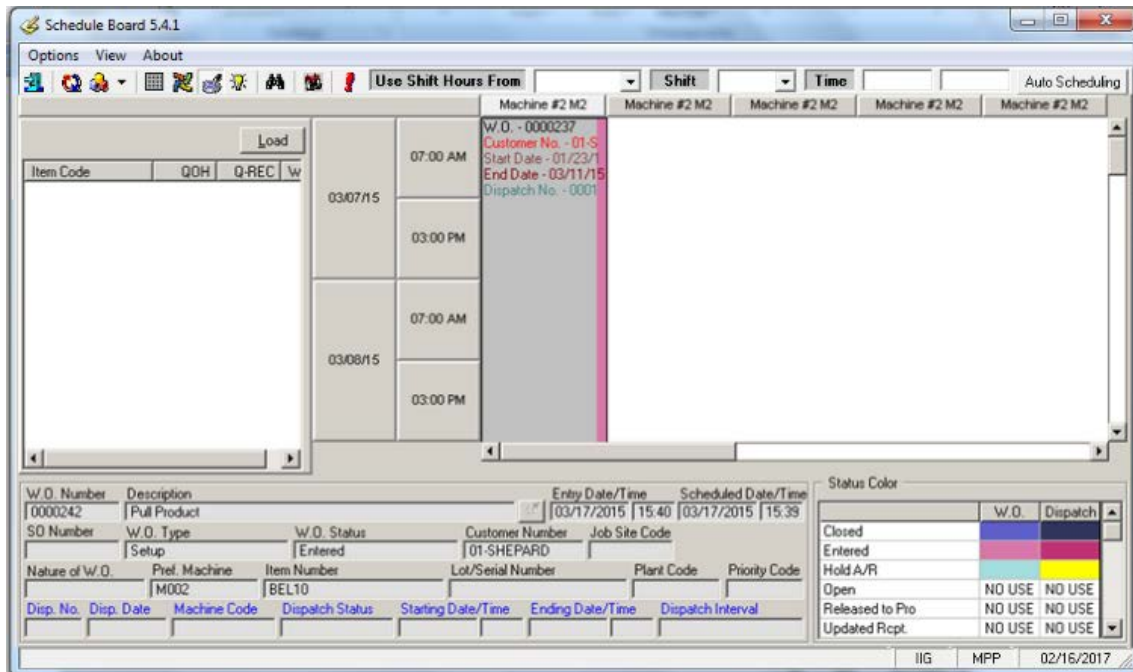 Schedule Board 5.4.1
Options View About
Use Shift Hours From Shift Time Auto Scheduling
Machine #2 M2 Machine #2 M2 Machine #2 M2 Machine #2 M2 Machine #2 M2
Load
Item Code QOH Q-REC W
03/07/15
07:00 AM
03:00 PM
03/08/15
07:00 AM
03:00 PM
W.O. - 0000237
Customer No. - 01-S
Start Date - 01/23/1
End Date - 03/11/15
Dispatch No. - 0001
W.O. Number Description Entry Date/Time Scheduled Date/Time
0000242 Pull Product 03/17/2015 15:40 03/17/2015 15:39
SO Number W.O. Type W.O. Status Customer Number Job Site Code
Setup Entered 01-SHEPARD
Nature of W.O. Pref. Machine Item Number Lot/Serial Number Plant Code Priority Code
M002 BEL10
Disp. No. Disp. Date Machine Code Dispatch Status Starting Date/Time Ending Date/Time Dispatch Interval
Status Color
W.O. Dispatch
Closed
Entered
Hold A/R
Open NO USE NO USE
Released to Pro NO USE NO USE
Updated Rcpt. NO USE NO USE
IIG MPP 02/16/2017